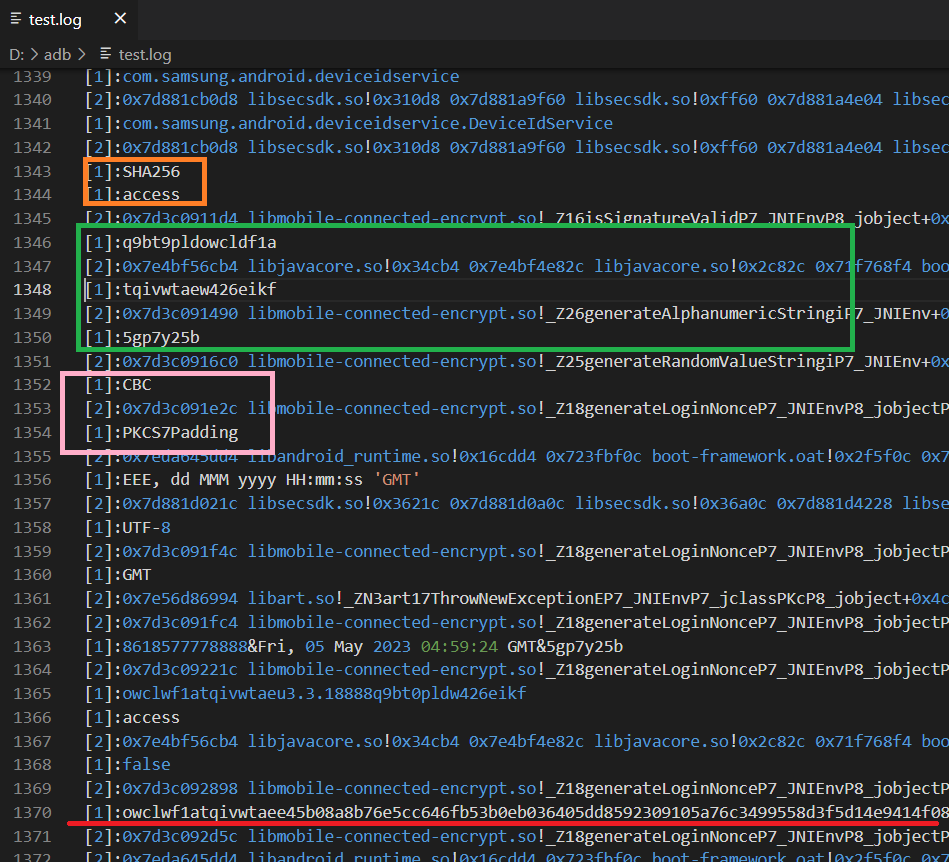 test.log
D: > adb > test.log
1339 [1]:com.samsung.android.deviceidservice
1340 [2]:0x7d881cb0d8 libsecsdk.so!0x310d8 0x7d881a9f60 libsecsdk.so!0xff60 0x7d881a4e04 libsec
1341 [1]:com.samsung.android.deviceidservice.DeviceIdService
1342 [2]:0x7d881cb0d8 libsecsdk.so!0x310d8 0x7d881a9f60 libsecsdk.so!0xff60 0x7d881a4e04 libsec
1343 [1]:SHA256
1344 [1]:access
1345 [2]:0x7d3c0911d4 libmobile-connected-encrypt.so!_Z16isSignatureValidP7_JNIEnvP8_jobject+0x
1346 [1]:q9bt9pldowcldf1a
1347 [2]:0x7e4bf56cb4 libjavacore.so!0x34cb4 0x7e4bf4e82c libjavacore.so!0x2c82c 0x71f768f4 boo
1348 [1]:tqivwtaew426eikf
1349 [2]:0x7d3c091490 libmobile-connected-encrypt.so!_Z26generateAlphanumericStringiP7_JNIEnv+0
1350 [1]:5gp7y25b
1351 [2]:0x7d3c0916c0 libmobile-connected-encrypt.so!_Z25generateRandomValueStringiP7_JNIEnv+0x
1352 [1]:CBC
1353 [2]:0x7d3c091e2c libmobile-connected-encrypt.so!_Z18generateLoginNonceP7_JNIEnvP8_jobjectP
1354 [1]:PKCS7Padding
1355 [2]:0x7eda645dd4 libandroid_runtime.so!0x16cdd4 0x723fbf0c boot-framework.oat!0x2f5f0c 0x7
1356 [1]:EEE, dd MMM yyyy HH:mm:ss 'GMT'
1357 [2]:0x7d881d021c libsecsdk.so!0x3621c 0x7d881d0a0c libsecsdk.so!0x36a0c 0x7d881d4228 libse
1358 [1]:UTF-8
1359 [2]:0x7d3c091f4c libmobile-connected-encrypt.so!_Z18generateLoginNonceP7_JNIEnvP8_jobjectP
1360 [1]:GMT
1361 [2]:0x7e56d86994 libart.so!_ZN3art17ThrowNewExceptionEP7_JNIEnvP7_jclassPKcP8_jobject+0x4c
1362 [2]:0x7d3c091fc4 libmobile-connected-encrypt.so!_Z18generateLoginNonceP7_JNIEnvP8_jobjectP
1363 [1]:8618577778888&Fri, 05 May 2023 04:59:24 GMT&5gp7y25b
1364 [2]:0x7d3c09221c libmobile-connected-encrypt.so!_Z18generateLoginNonceP7_JNIEnvP8_jobjectP
1365 [1]:owclwf1atqivwtaeu3.3.18888q9bt0pldw426eikf
1366 [1]:access
1367 [2]:0x7e4bf56cb4 libjavacore.so!0x34cb4 0x7e4bf4e82c libjavacore.so!0x2c82c 0x71f768f4 boo
1368 [1]:false
1369 [2]:0x7d3c092898 libmobile-connected-encrypt.so!_Z18generateLoginNonceP7_JNIEnvP8_jobjectP
1370 [1]:owclwf1atqivwtaee45b08a8b76e5cc646fb53b0eb036405dd8592309105a76c3499558d3f5d14e9414f08
1371 [2]:0x7d3c092d5c libmobile-connected-encrypt.so!_Z18generateLoginNonceP7_JNIEnvP8_jobjectP
1372 [2]:0x7eda645dd4 libandroid_runtime.so!0x16cdd4 0x723fbf0c boot-framework.oat!0x2f5f0c 0x7